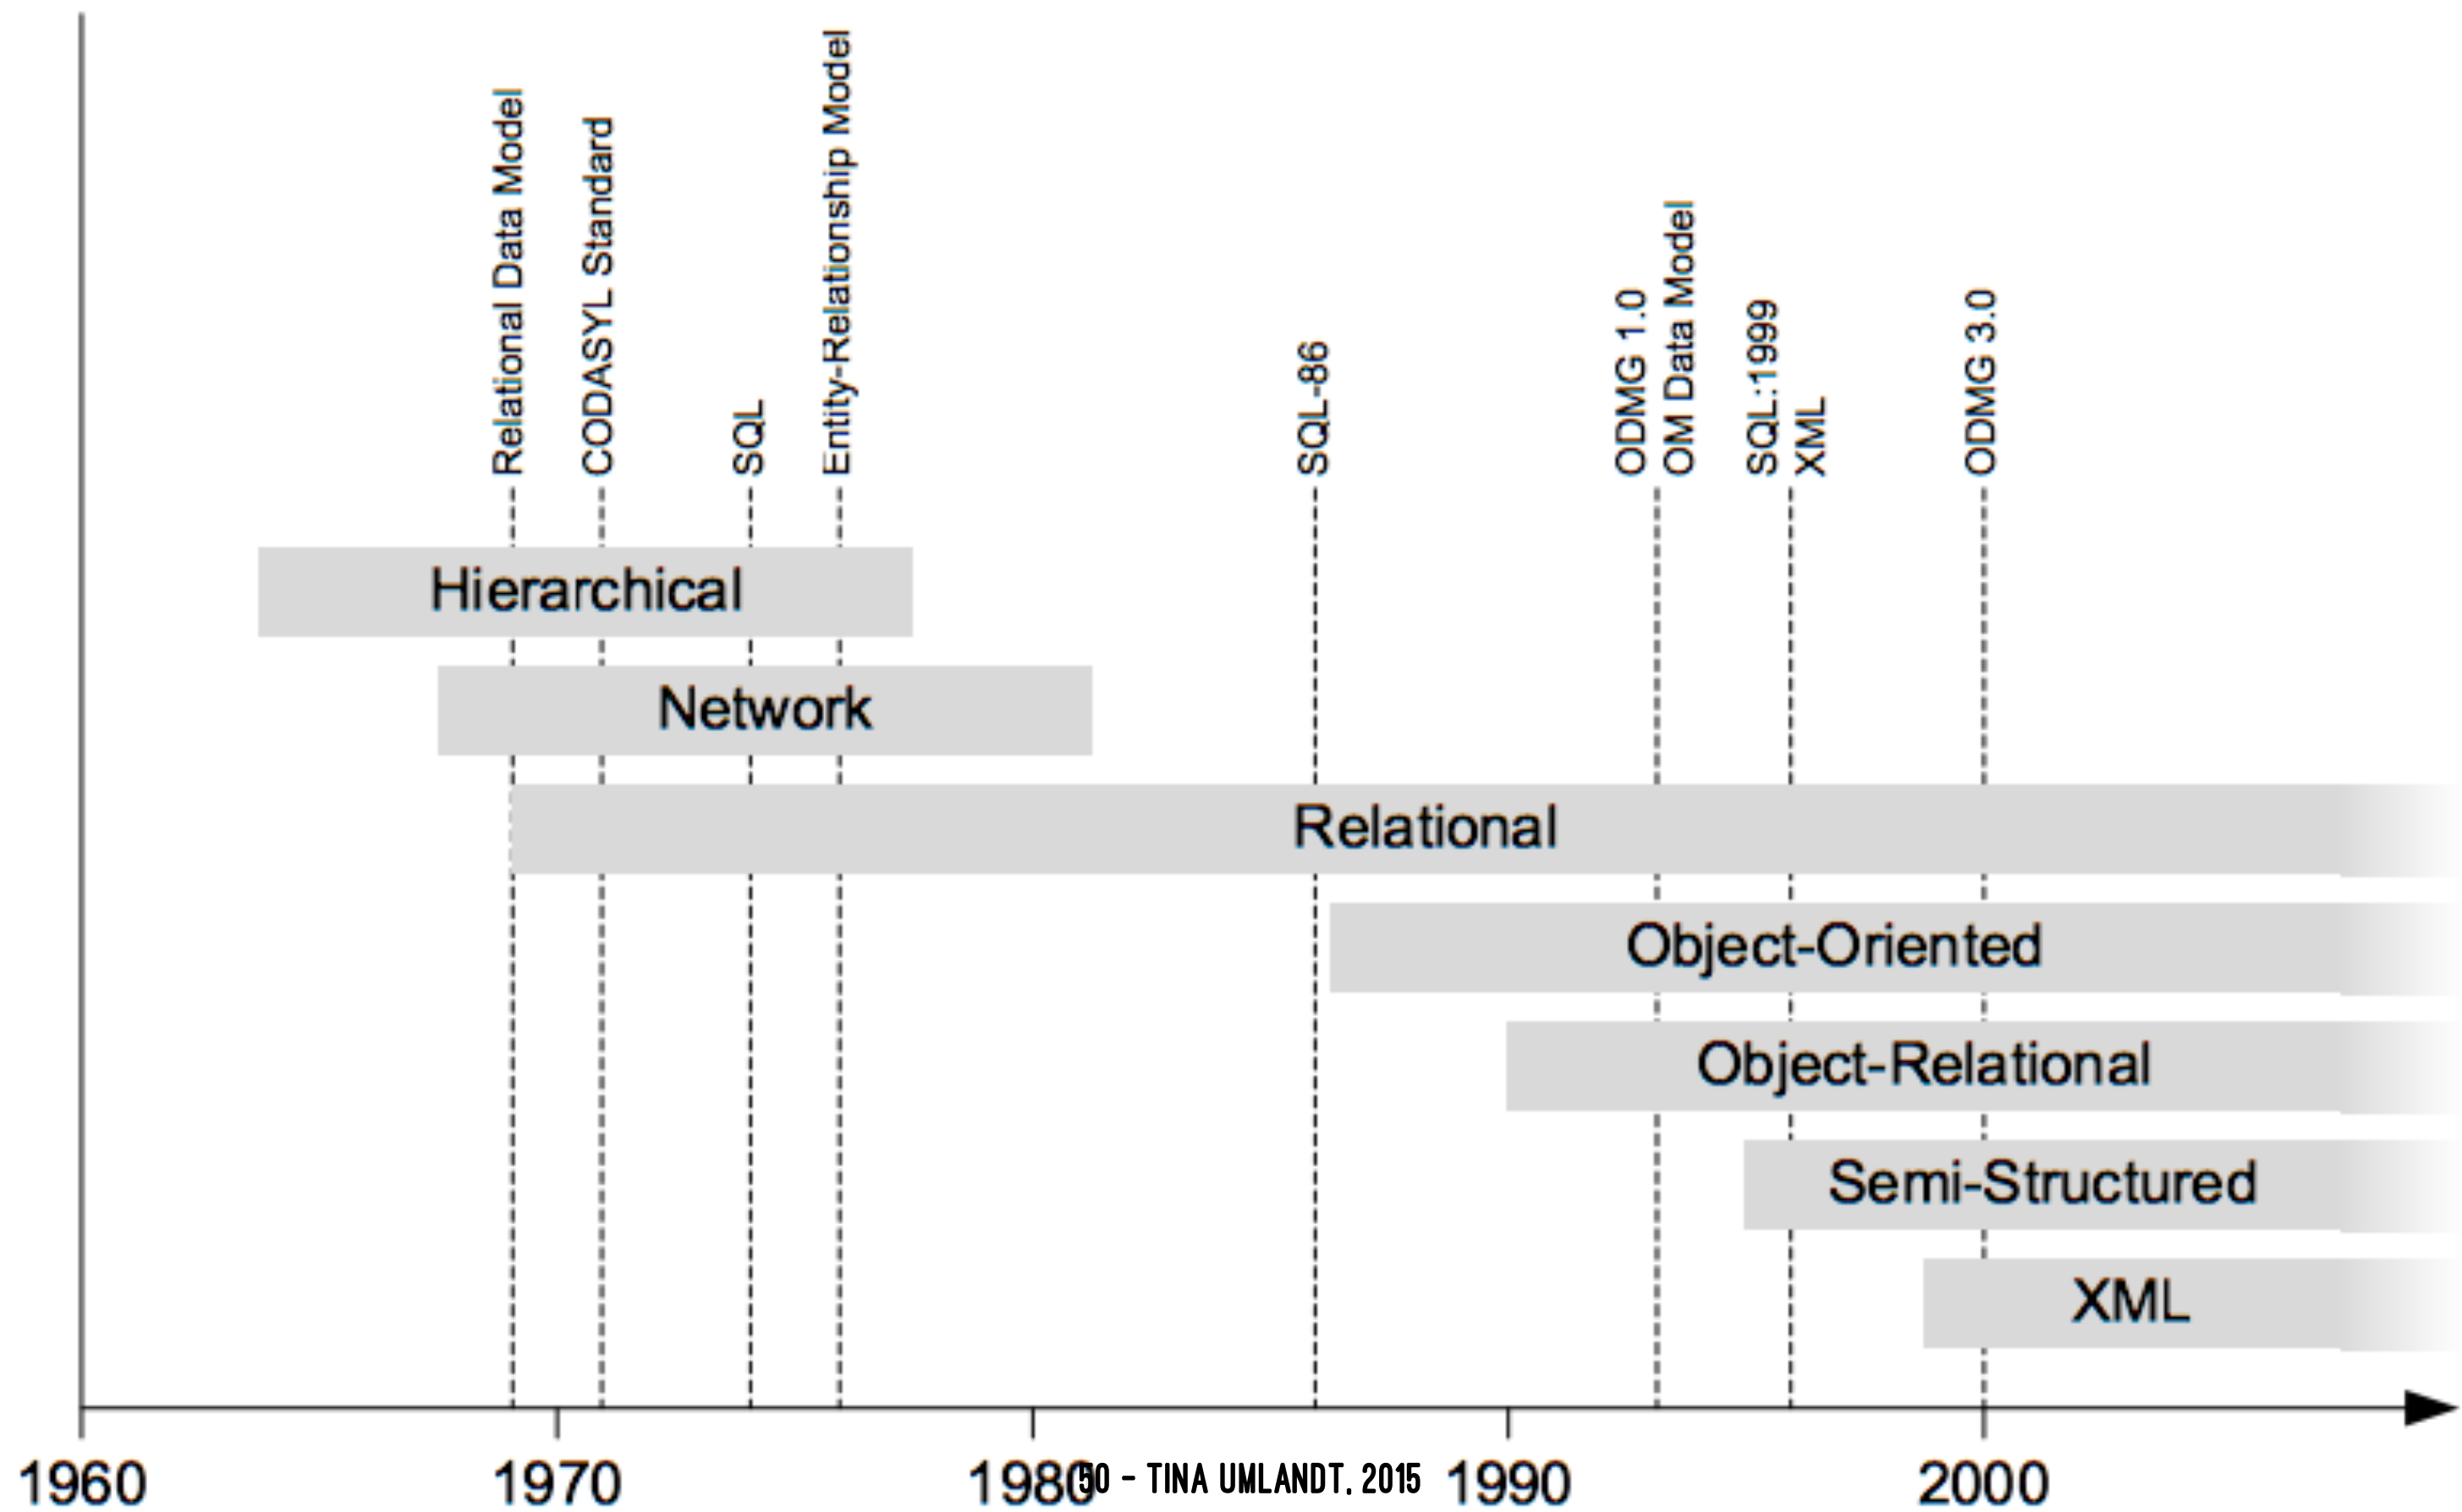 Relational Data Model
CODASYL Standard
SQL
Entity-Relationship Model
SQL-86
ODMG 1.0
OM Data Model
SQL:1999
XML
ODMG 3.0
Hierarchical
Network
Relational
Object-Oriented
Object-Relational
Semi-Structured
XML
1960
1970
1980
50 - TINA UMLANDT, 2015
1990
2000